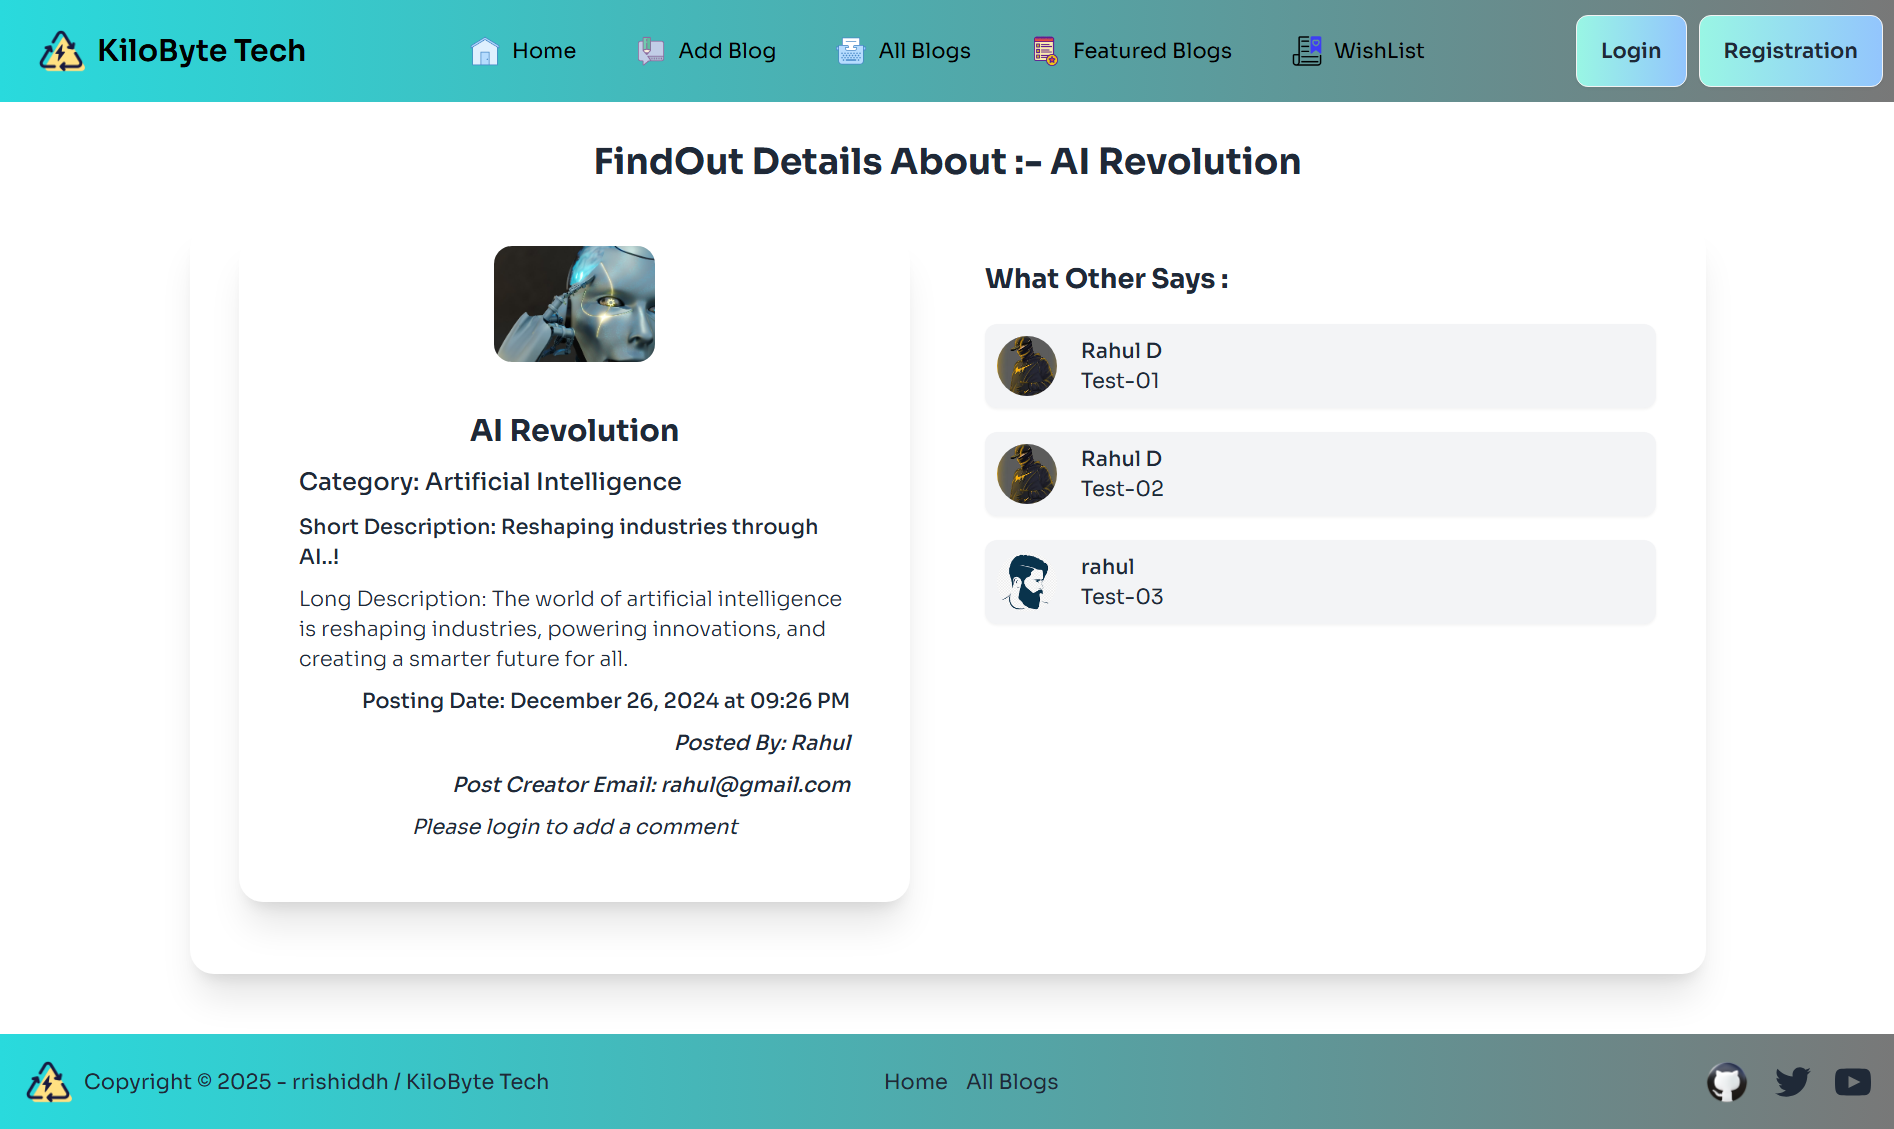 KiloByte Tech
Home
Add Blog
All Blogs
Featured Blogs
WishList
Login
Registration
FindOut Details About :- AI Revolution
AI Revolution
Category: Artificial Intelligence
Short Description: Reshaping industries through
AI..!
Long Description: The world of artificial intelligence
is reshaping industries, powering innovations, and
creating a smarter future for all.
Posting Date: December 26, 2024 at 09:26 PM
Posted By: Rahul
Post Creator Email: rahul@gmail.com
Please login to add a comment
What Other Says :
Rahul D
Test-01
Rahul D
Test-02
rahul
Test-03
Copyright © 2025 - rrishiddh / KiloByte Tech
Home
All Blogs